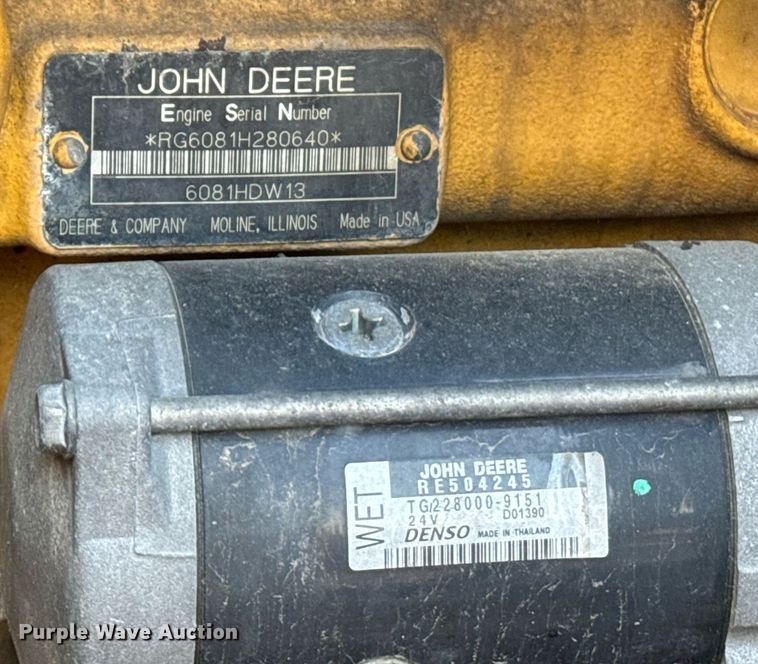 JOHN DEERE
Engine Serial Number
*RG6081H280640*
6081HDW13
DEERE & COMPANY MOLINE, ILLINOIS Made in USA
WET
JOHN DEERE
RE504245
TG228000-9151
24V D01390
DENSO MADE IN THAILAND
Purple Wave Auction